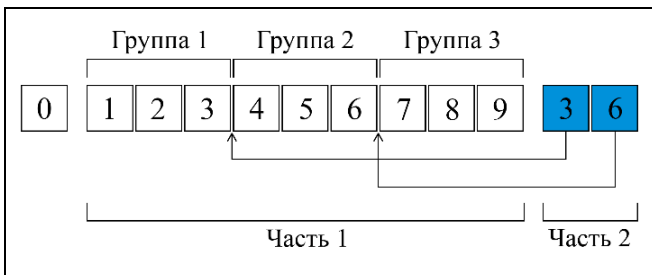 Группа 1 Группа 2 Группа 3
0 1 2 3 4 5 6 7 8 9 3 6
Часть 1 Часть 2